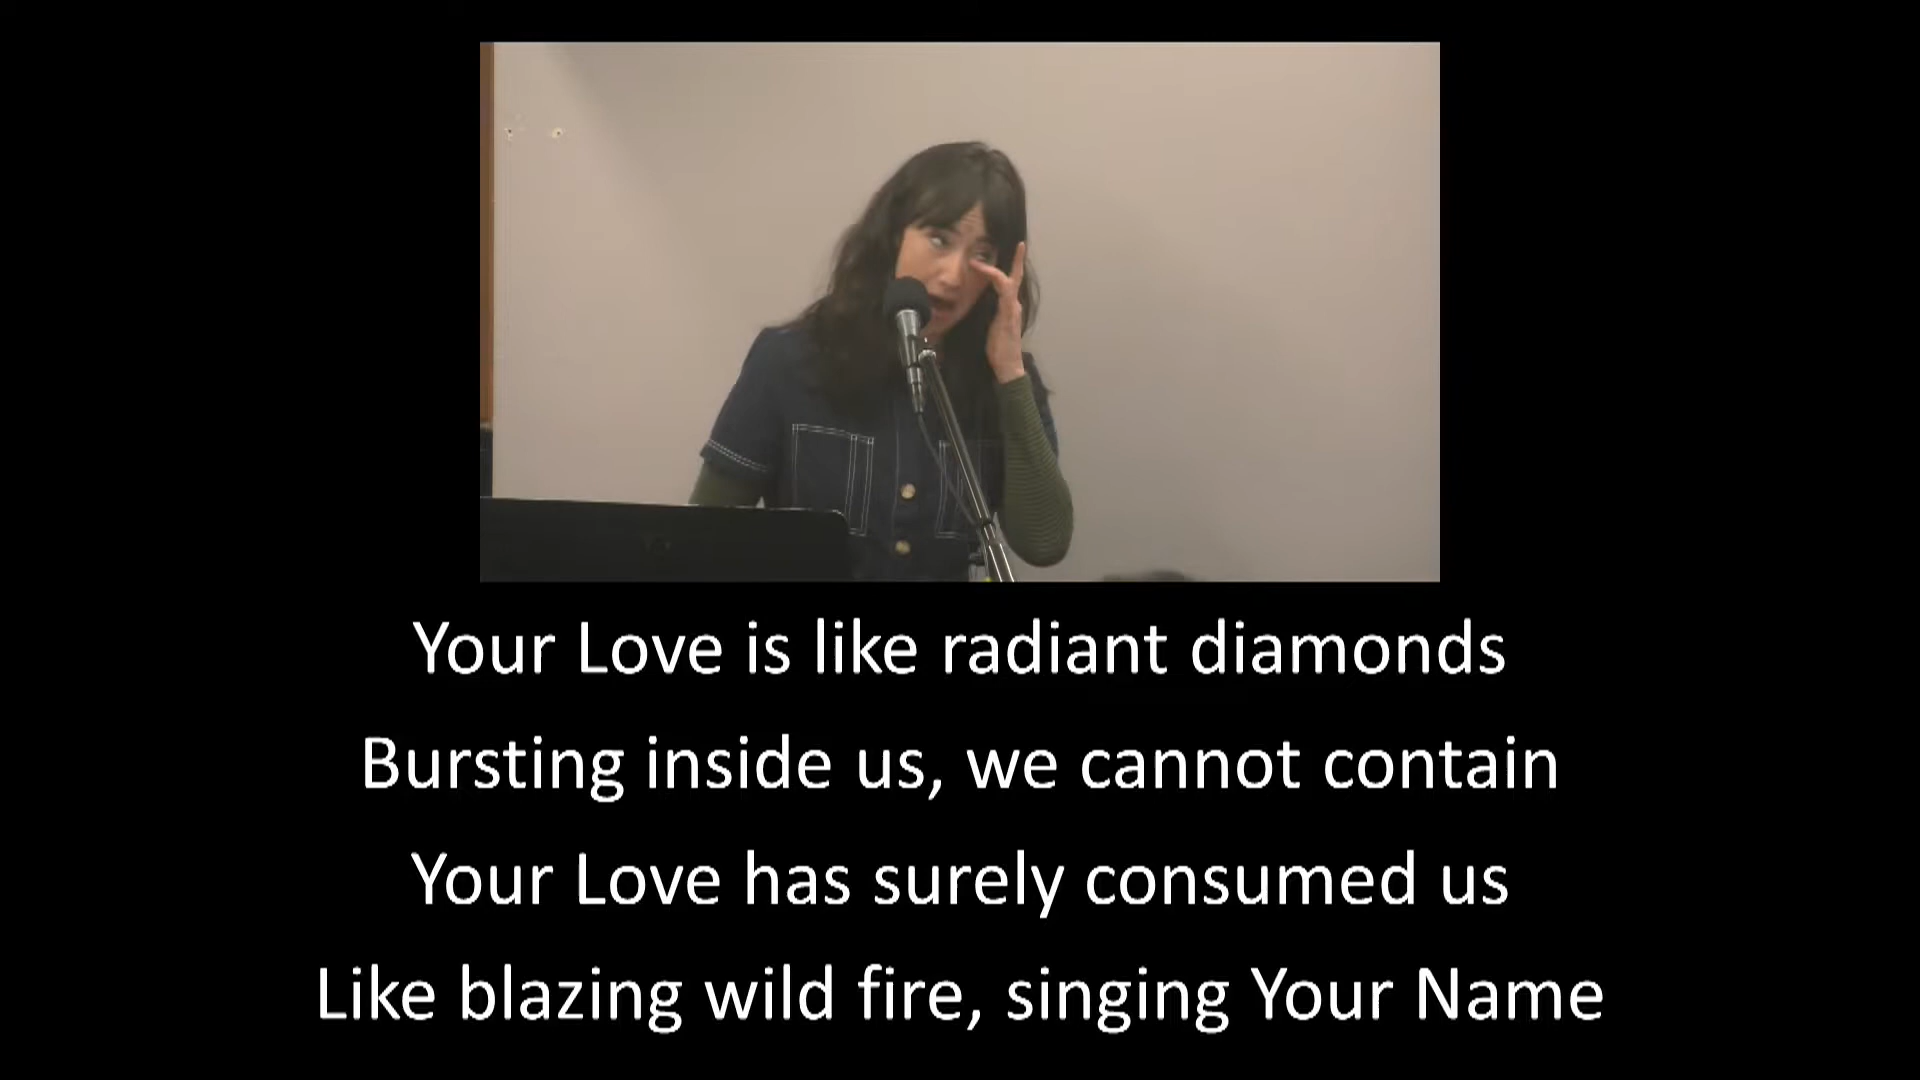 Your Love is like radiant diamonds
Bursting inside us, we cannot contain
Your Love has surely consumed us
Like blazing wild fire, singing Your Name